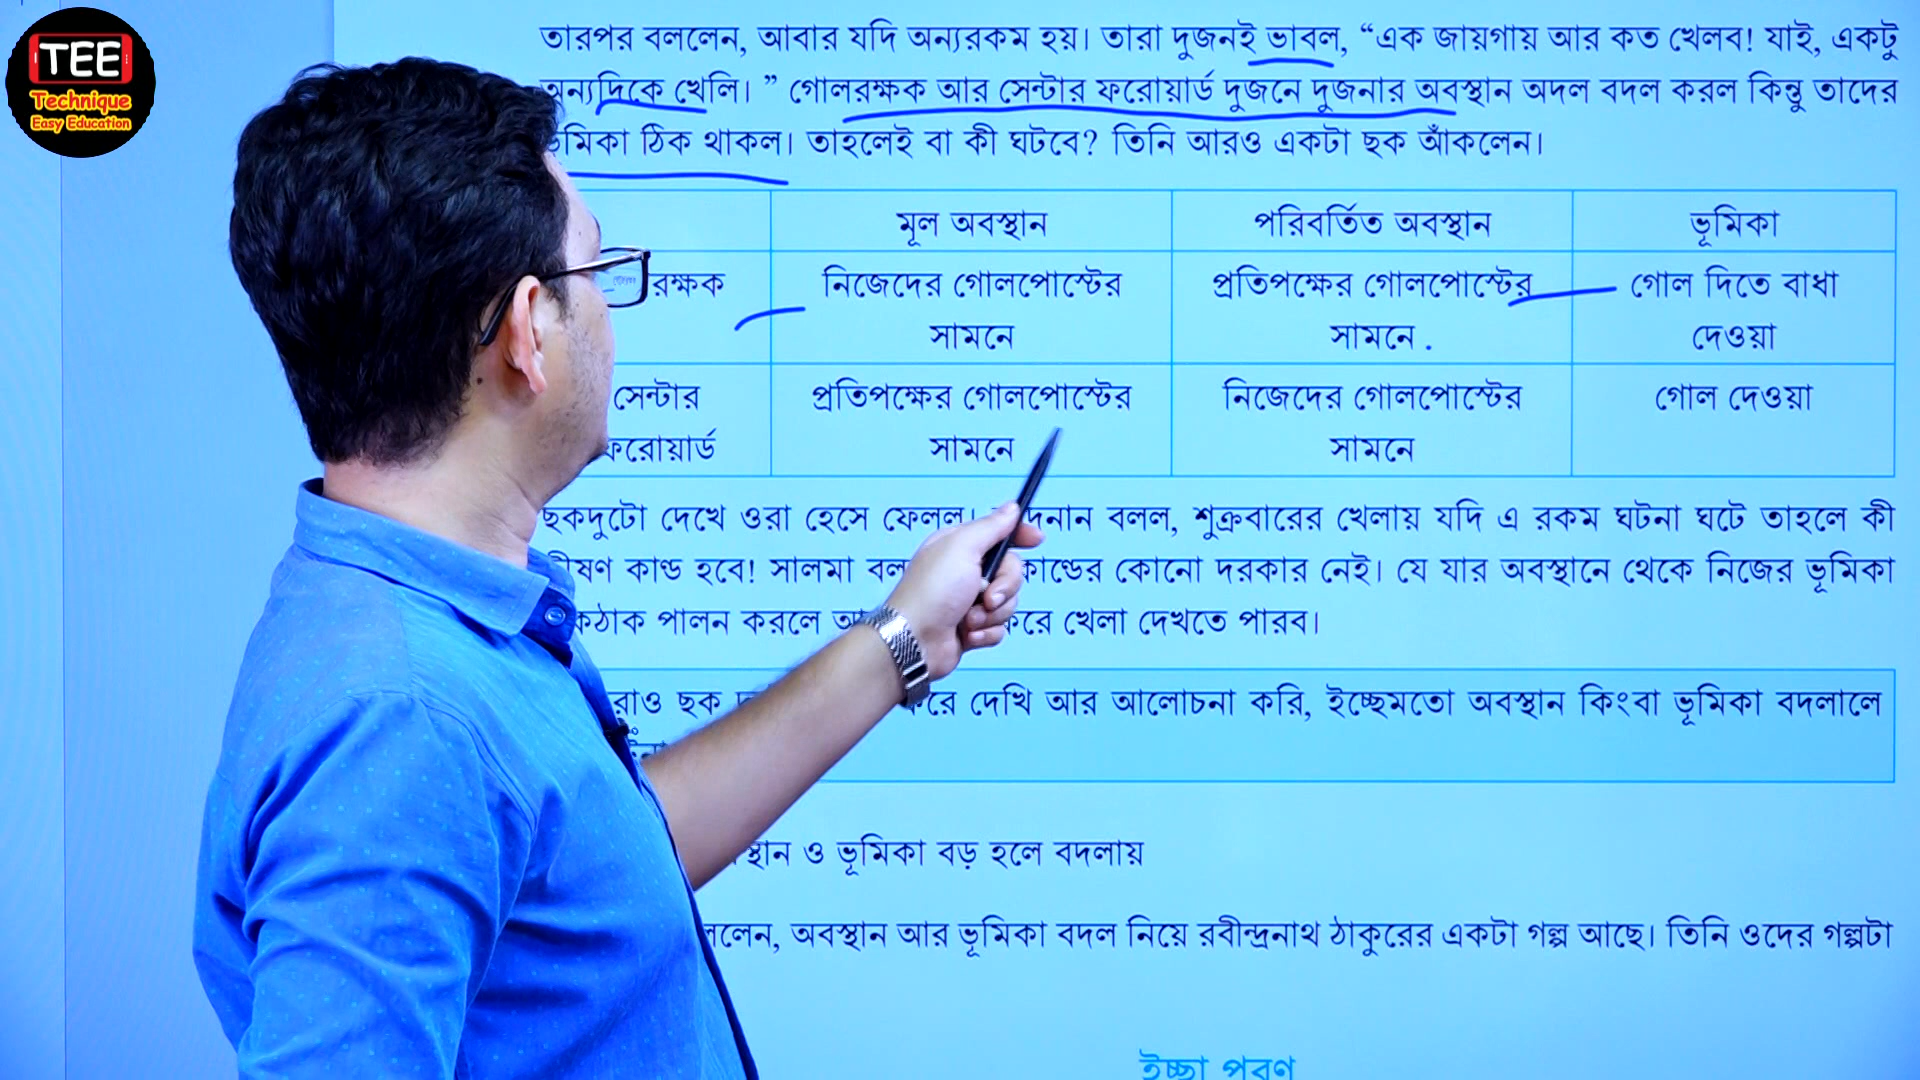 TEE
Technique
Easy Education
তারপর বললেন, আবার যদি অন্যরকম হয়। তারা দুজনই ভাবল, “এক জায়গায় আর কত খেলব! যাই, একটু
অন্যদিকে খেলি। ” গোলরক্ষক আর সেন্টার ফরোয়ার্ড দুজনে দুজনার অবস্থান অদল বদল করল কিন্তু তাদের
ঠিক থাকল। তাহলেই বা কী ঘটবে? তিনি আরও একটা ছক আঁকলেন।
মূল অবস্থান পরিবর্তিত অবস্থান ভূমিকা
রক্ষক নিজেদের গোলপোস্টের প্রতিপক্ষের গোলপোস্টের গোল দিতে বাধা
সামনে সামনে . দেওয়া
সেন্টার প্রতিপক্ষের গোলপোস্টের নিজেদের গোলপোস্টের গোল দেওয়া
ফরোয়ার্ড সামনে সামনে
ছকদুটো দেখে ওরা হেসে ফেলল। বলল, শুক্রবারের খেলায় যদি এ রকম ঘটনা ঘটে তাহলে কী
কাণ্ড হবে! সালমা কাণ্ডের কোনো দরকার নেই। যে যার অবস্থানে থেকে নিজের ভূমিকা
পালন করলে খেলা দেখতে পারব।
ছক দেখি আর আলোচনা করি, ইচ্ছেমতো অবস্থান কিংবা ভূমিকা বদলালে
ও ভূমিকা বড় হলে বদলায়
অবস্থান আর ভূমিকা বদল নিয়ে রবীন্দ্রনাথ ঠাকুরের একটা গল্প আছে। তিনি ওদের গল্পটা
ইচ্ছা পূরণ